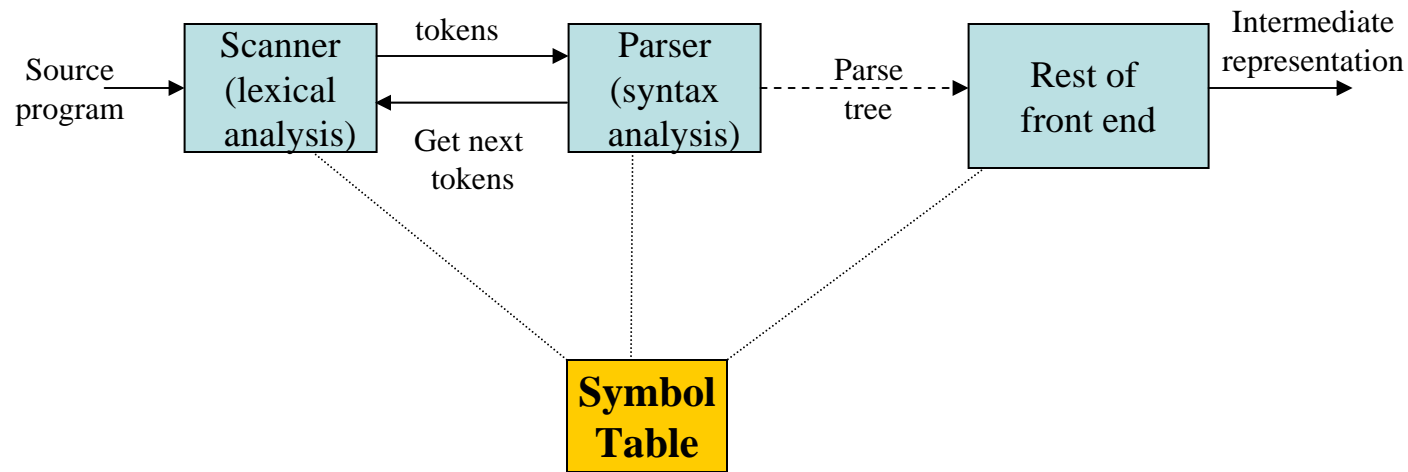 Source
program
Scanner
(lexical
analysis)
tokens
Get next
tokens
Parser
(syntax
analysis)
Parse
tree
Rest of
front end
Intermediate
representation
Symbol
Table